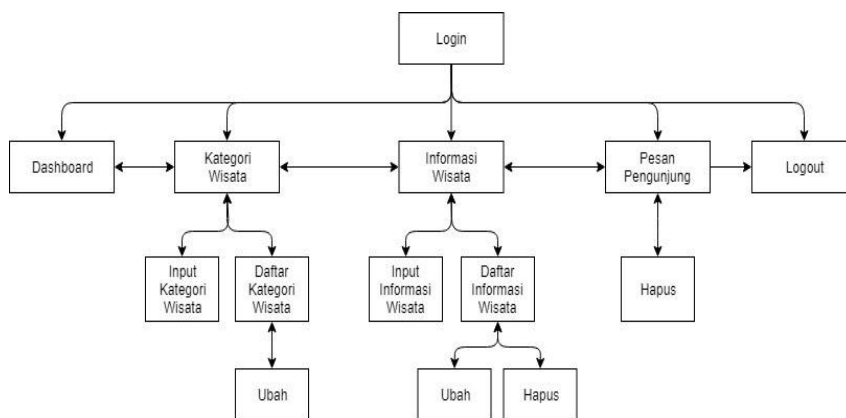 Login
Dashboard
Kategori
Wisata
Informasi
Wisata
Pesan
Pengunjung
Logout
Input
Kategori
Wisata
Daftar
Kategori
Wisata
Input
Informasi
Wisata
Daftar
Informasi
Wisata
Hapus
Ubah
Ubah
Hapus